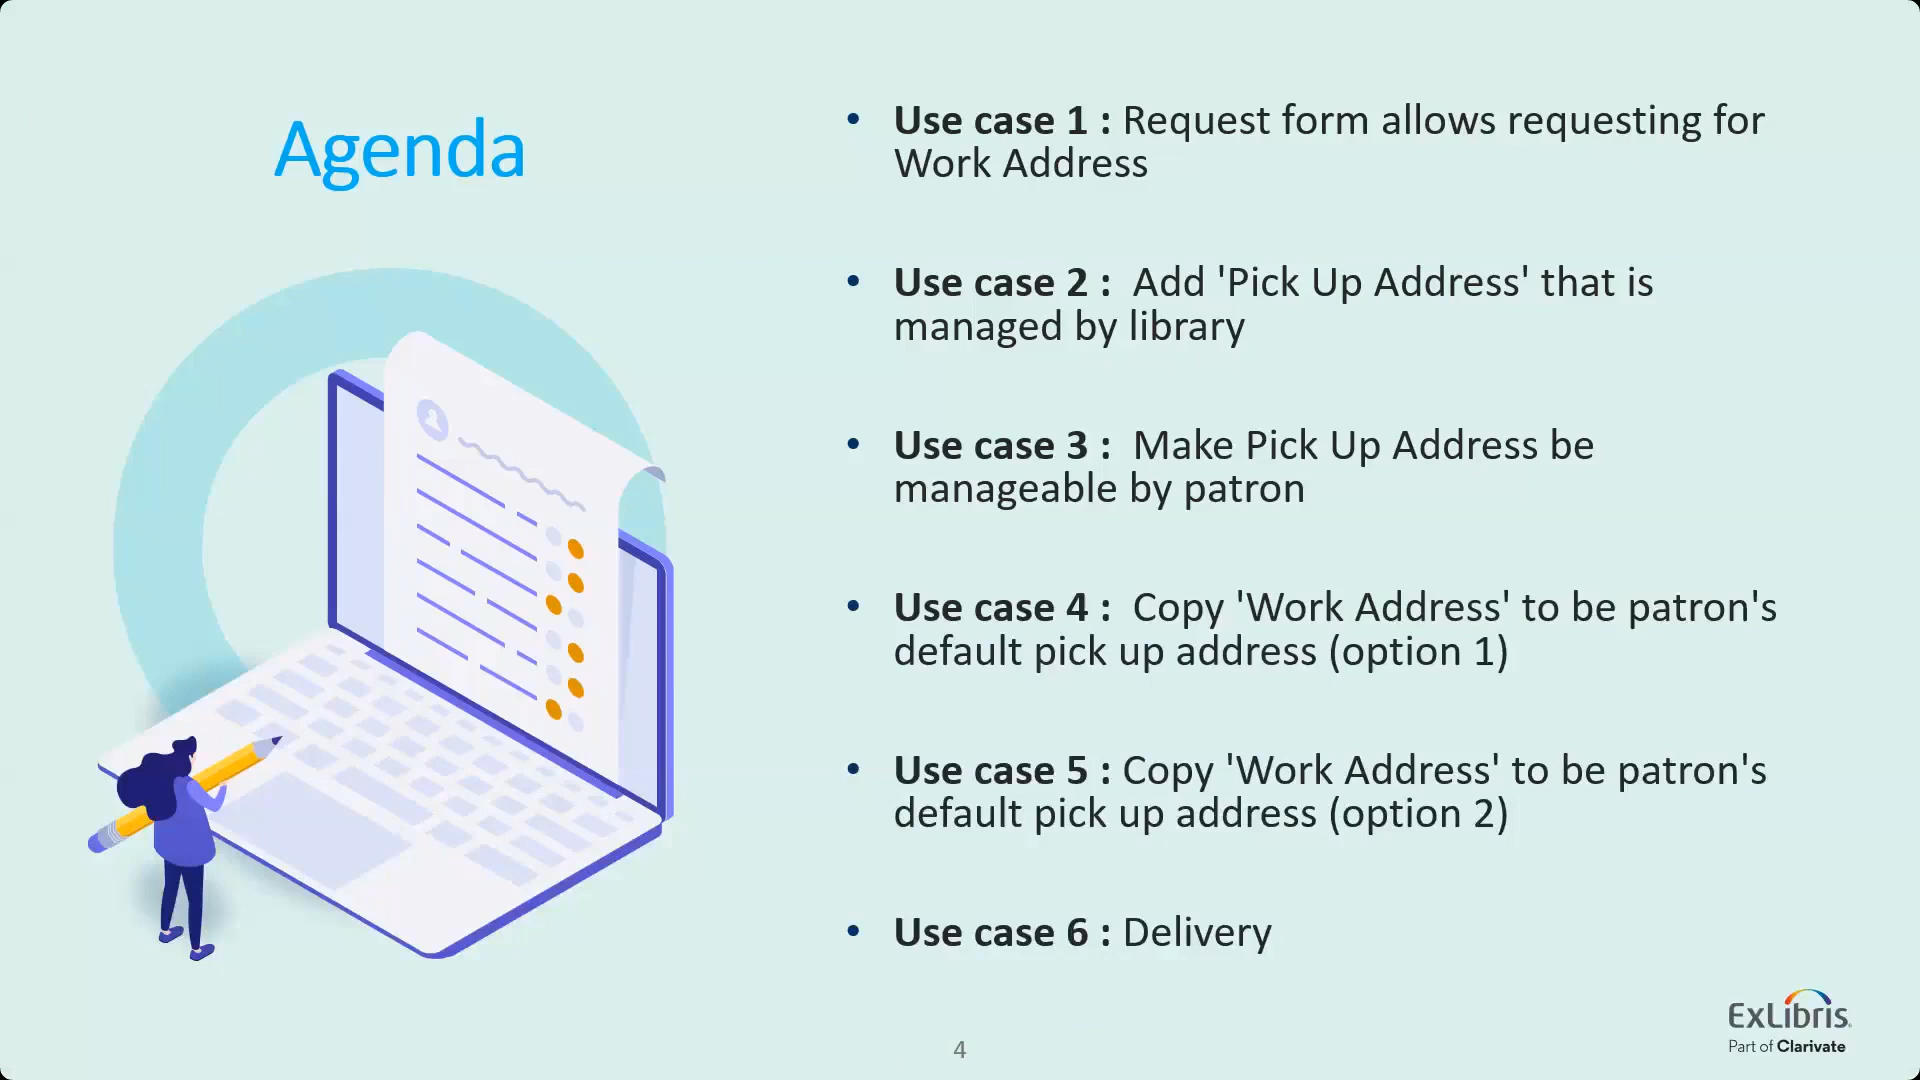 Agenda
• Use case 1 : Request form allows requesting for
Work Address
• Use case 2 : Add 'Pick Up Address' that is
managed by library
• Use case 3 : Make Pick Up Address be
manageable by patron
• Use case 4 : Copy 'Work Address' to be patron's
default pick up address (option 1)
• Use case 5 : Copy 'Work Address' to be patron's
default pick up address (option 2)
• Use case 6 : Delivery
ExLibris
Part of Clarivate
4